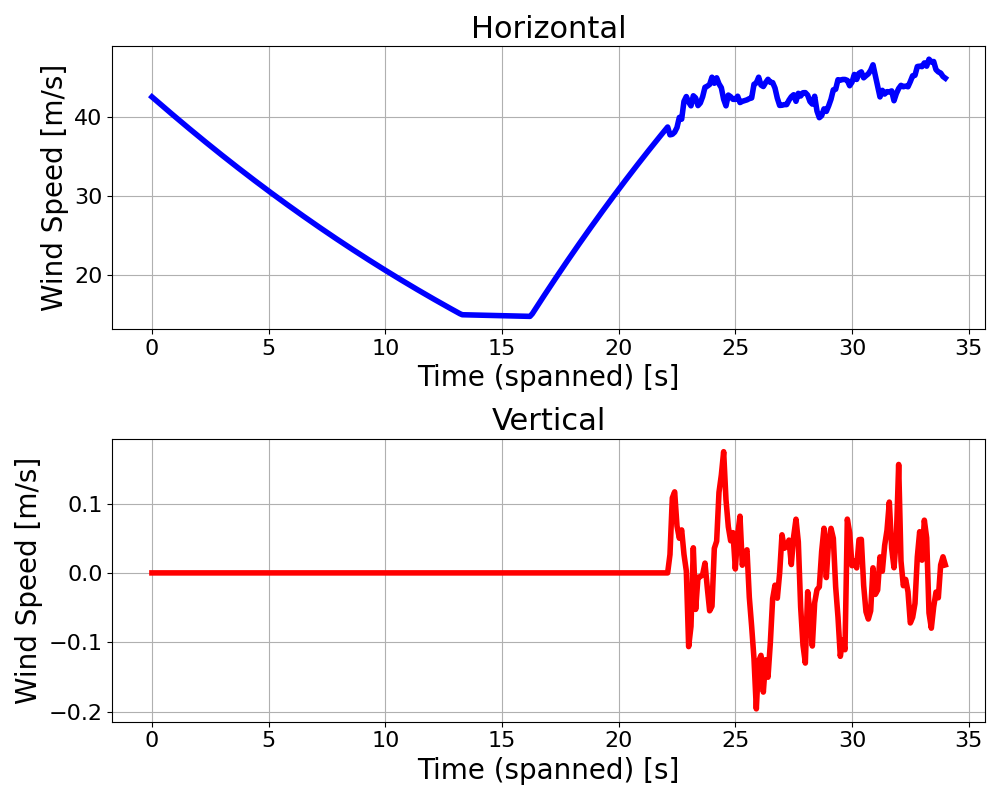 Horizontal
Wind Speed [m/s]
40
30
20
0 5 10 15 20 25 30 35
Time (spanned) [s]
Vertical
Wind Speed [m/s]
0.1
0.0
−0.1
−0.2
0 5 10 15 20 25 30 35
Time (spanned) [s]